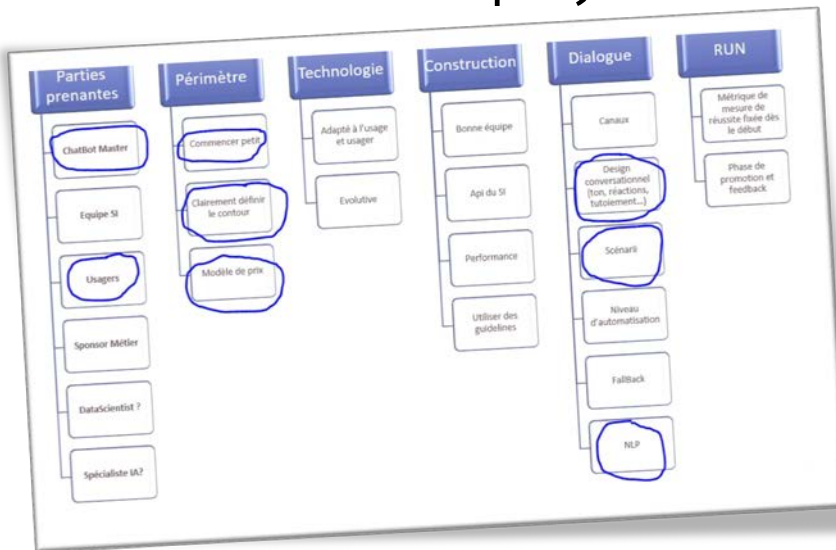 Parties
prenantes
ChatBot Master
Equipe SI
Usagers
Sponsor Métier
DataScientist ?
Spécialiste IA?
Périmètre
Commencer petit
Clairement définir
le contour
Modèle de prix
Technologie
Adapté à l'usage
et usager
Evolutive
Construction
Bonne équipe
Api du SI
Performance
Utiliser des
guidelines
Dialogue
Canaux
Design
conversationnel
(ton, réactions,
tutoiement...)
Scénarii
Niveau
d'automatisation
FallBack
NLP
RUN
Métrique de
mesure de
réussite fixée dès
le début
Phase de
promotion et
feedback